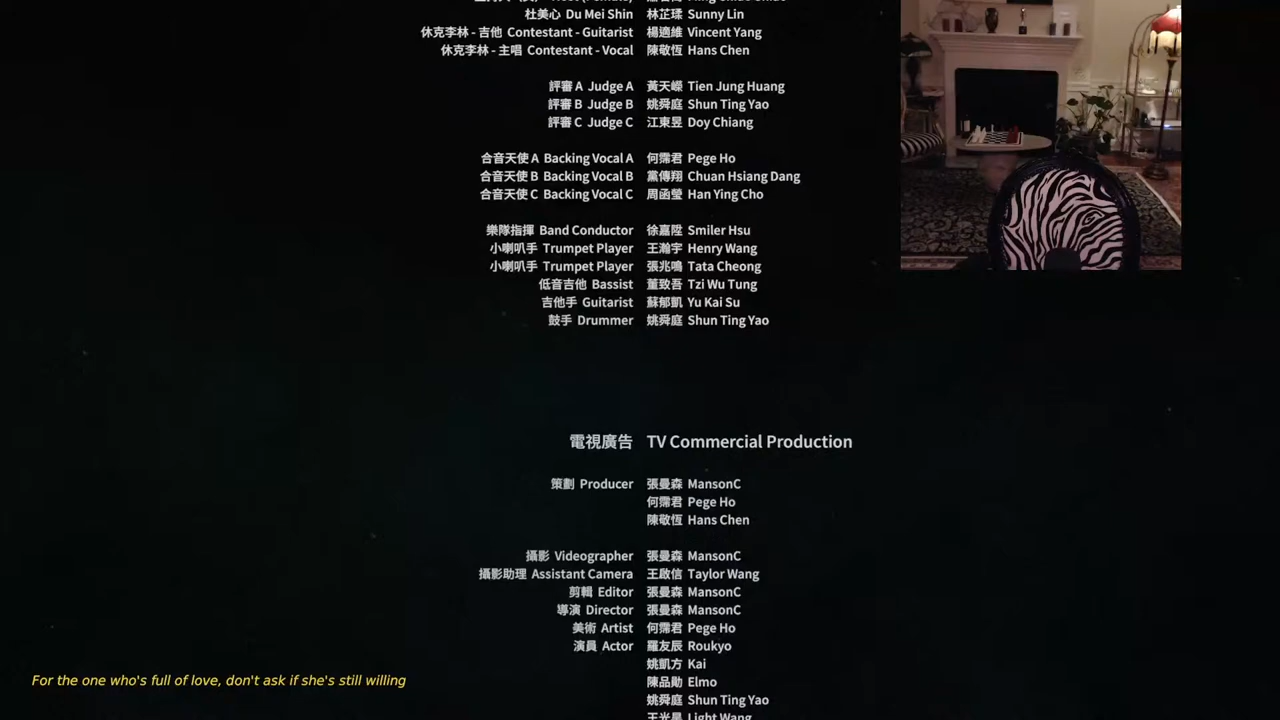 杜美心 Du Mei Shin 林芷瑈 Sunny Lin
休克李林 - 吉他 Contestant - Guitarist 楊適維 Vincent Yang
休克李林 - 主唱 Contestant - Vocal 陳敬恆 Hans Chen
評審 A Judge A 黃天嶸 Tien Jung Huang
評審 B Judge B 姚舜庭 Shun Ting Yao
評審 C Judge C 江東昱 Doy Chiang
合音天使 A Backing Vocal A 何霈君 Pege Ho
合音天使 B Backing Vocal B 黨傳翔 Chuan Hsiang Dang
合音天使 C Backing Vocal C 周函瑩 Han Ying Cho
樂隊指揮 Band Conductor 徐嘉陞 Smiler Hsu
小喇叭手 Trumpet Player 王瀚宇 Henry Wang
小喇叭手 Trumpet Player 張兆鳴 Tata Cheong
低音吉他 Bassist 董致吾 Tzi Wu Tung
吉他手 Guitarist 蘇郁凱 Yu Kai Su
鼓手 Drummer 姚舜庭 Shun Ting Yao
電視廣告 TV Commercial Production
策劃 Producer 張曼森 MansonC
何霈君 Pege Ho
陳敬恆 Hans Chen
攝影 Videographer 張曼森 MansonC
攝影助理 Assistant Camera 王啟信 Taylor Wang
剪輯 Editor 張曼森 MansonC
導演 Director 張曼森 MansonC
美術 Artist 何霈君 Pege Ho
演員 Actor 羅友辰 Roukyo
姚凱方 Kai
陳品勛 Elmo
姚舜庭 Shun Ting Yao
Light Wang
For the one who's full of love, don't ask if she's still willing